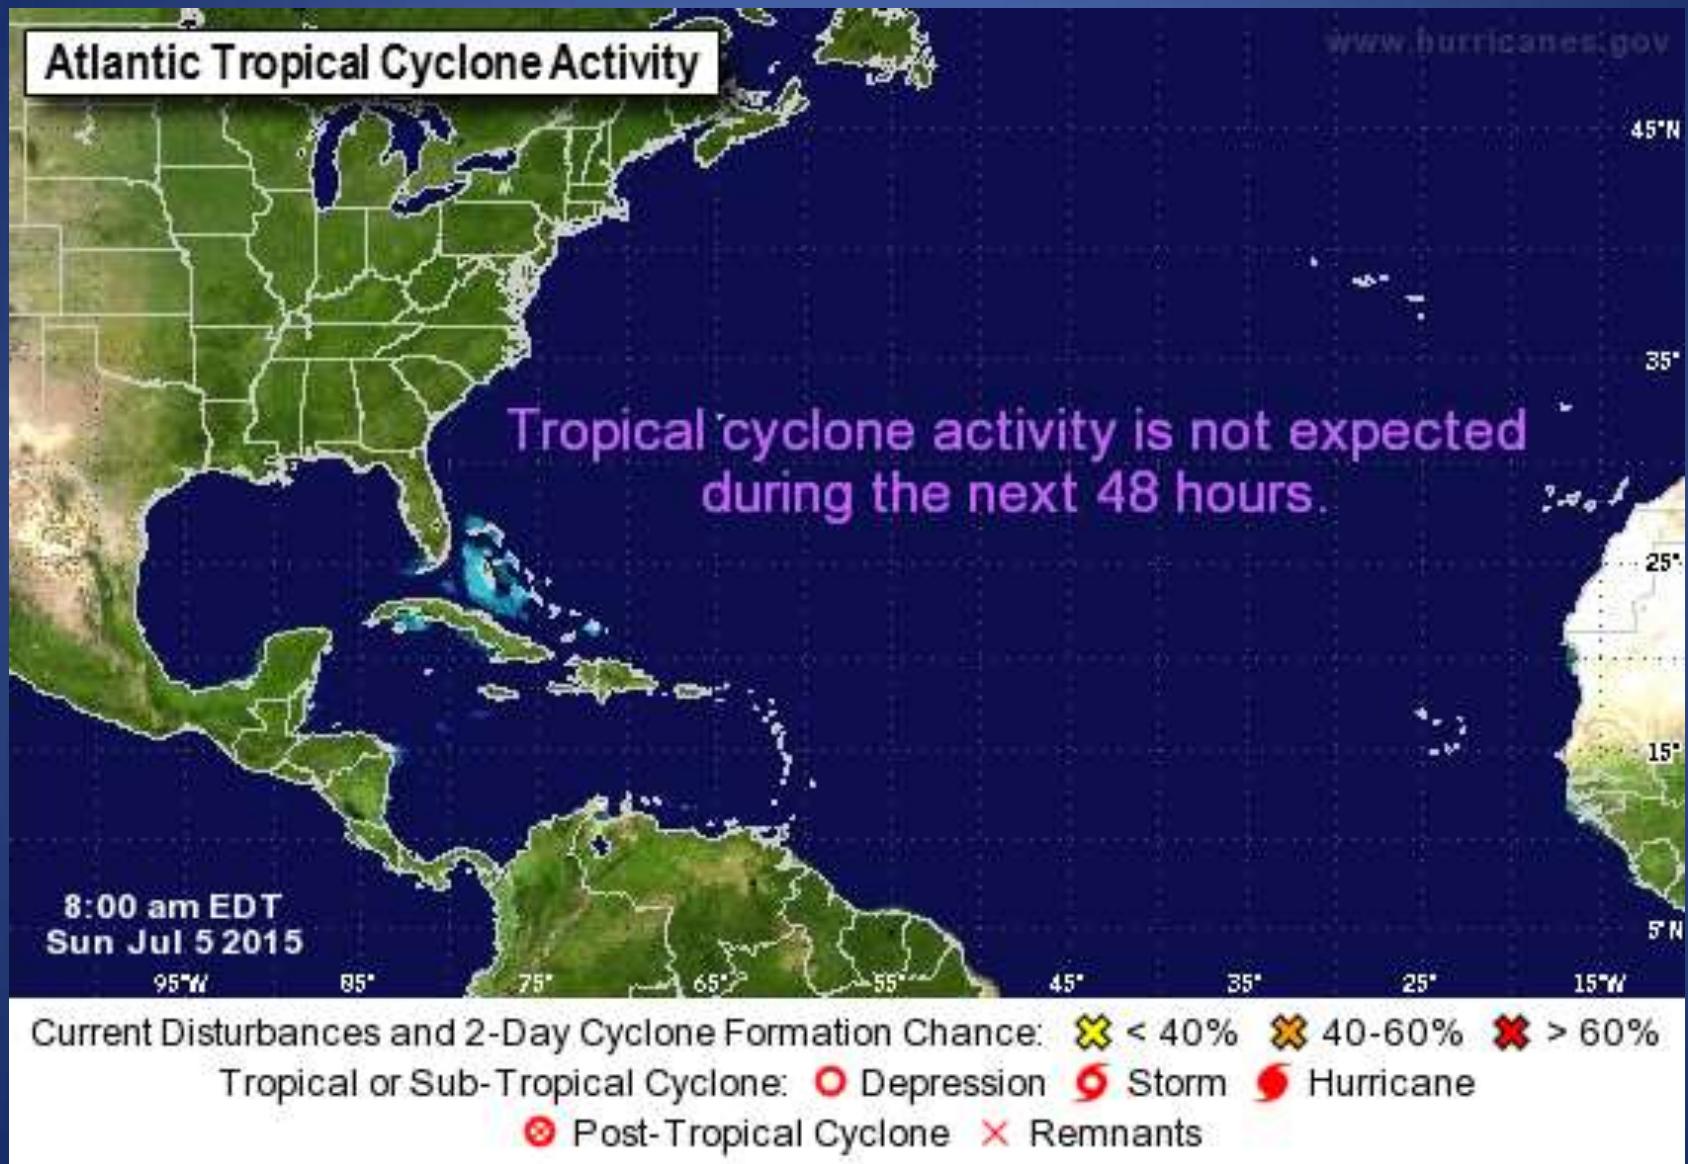 Atlantic Tropical Cyclone Activity
www.hurricanes.gov
45°N
35°
Tropical cyclone activity is not expected
during the next 48 hours.
25°
15°
8:00 am EDT
Sun Jul 5 2015
5°N
95°W 85° 75° 65° 55° 45° 35° 25° 15°W
Current Disturbances and 2-Day Cyclone Formation Chance: < 40% 40-60% > 60%
Tropical or Sub-Tropical Cyclone: Depression Storm Hurricane
Post-Tropical Cyclone Remnants